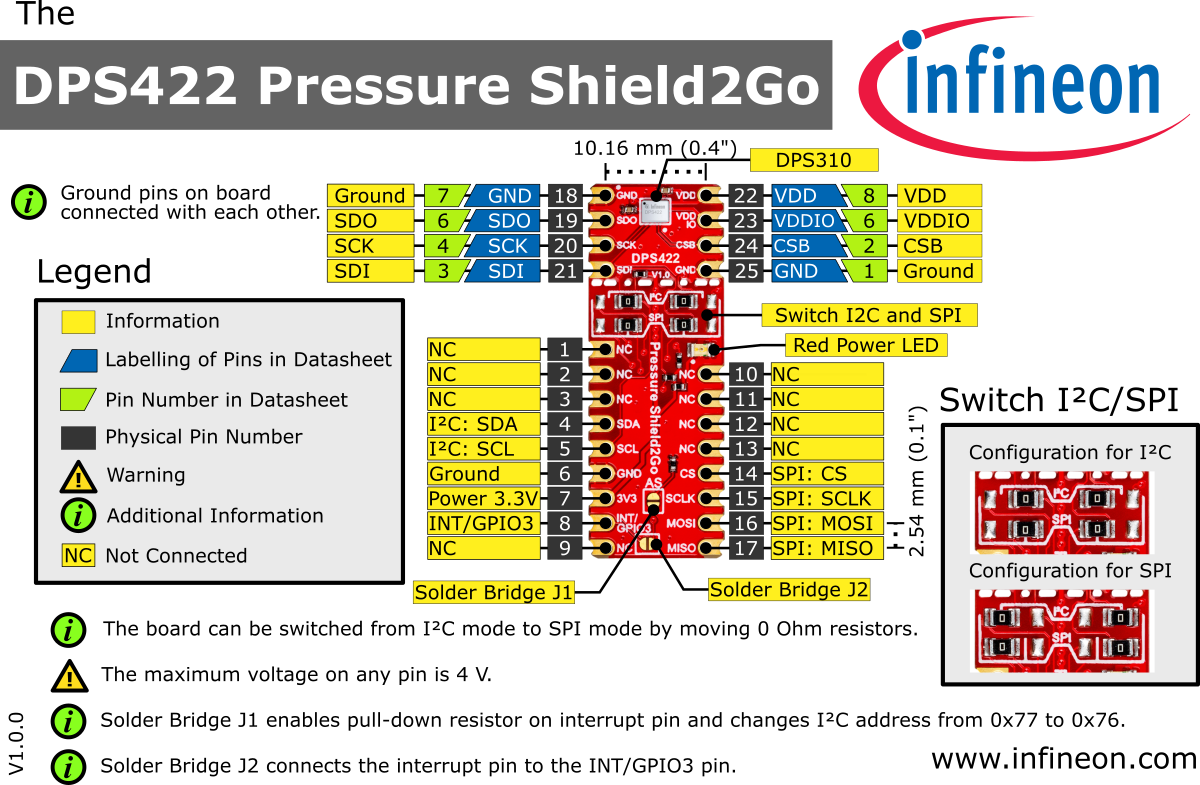 The
DPS422 Pressure Shield2Go
infineon
10.16 mm (0.4")
DPS310
Ground pins on board
connected with each other.
Ground 7 GND 18 GND VDD 22 VDD 8 VDD
SDO 6 SDO 19 SDO VDD IO 23 VDDIO 6 VDDIO
SCK 4 SCK 20 SCK CSB 24 CSB 2 CSB
SDI 3 SDI 21 SDI GND 25 GND 1 Ground
DPS422
V1.0
I²C
SPI
Switch I2C and SPI
Red Power LED
Pressure Shield2Go
NC 1 NC
NC 2 NC NC 10 NC
NC 3 NC NC 11 NC
I²C: SDA 4 SDA NC 12 NC
I²C: SCL 5 SCL NC 13 NC
Ground 6 GND CS 14 SPI: CS
AS
Power 3.3V 7 3V3 SCLK 15 SPI: SCLK
INT/GPIO3 8 INT/ GPIO3 MOSI 16 SPI: MOSI
NC 9 NC MISO 17 SPI: MISO
2.54 mm (0.1")
Solder Bridge J1
Solder Bridge J2
Legend
Information
Labelling of Pins in Datasheet
Pin Number in Datasheet
Physical Pin Number
! Warning
i Additional Information
NC Not Connected
Switch I²C/SPI
Configuration for I²C
I²C
SPI
Configuration for SPI
I²C
SPI
i The board can be switched from I²C mode to SPI mode by moving 0 Ohm resistors.
! The maximum voltage on any pin is 4 V.
i Solder Bridge J1 enables pull-down resistor on interrupt pin and changes I²C address from 0x77 to 0x76.
i Solder Bridge J2 connects the interrupt pin to the INT/GPIO3 pin.
V1.0.0
www.infineon.com